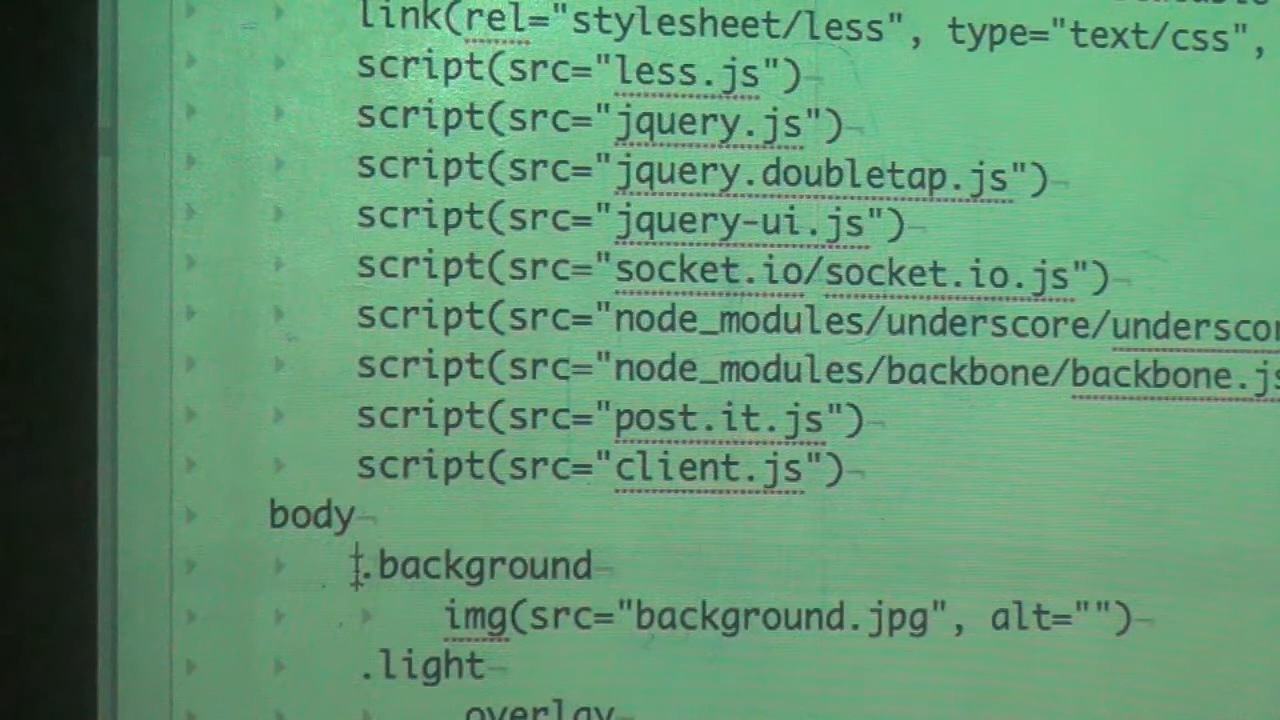 link(rel="stylesheet/less", type="text/css",
script(src="less.js")
script(src="jquery.js")
script(src="jquery.doubletap.js")
script(src="jquery-ui.js")
script(src="socket.io/socket.io.js")
script(src="node_modules/underscore/undersco
script(src="node_modules/backbone/backbone.js
script(src="post.it.js")
script(src="client.js")
body
.background
img(src="background.jpg", alt="")
.light
overlay